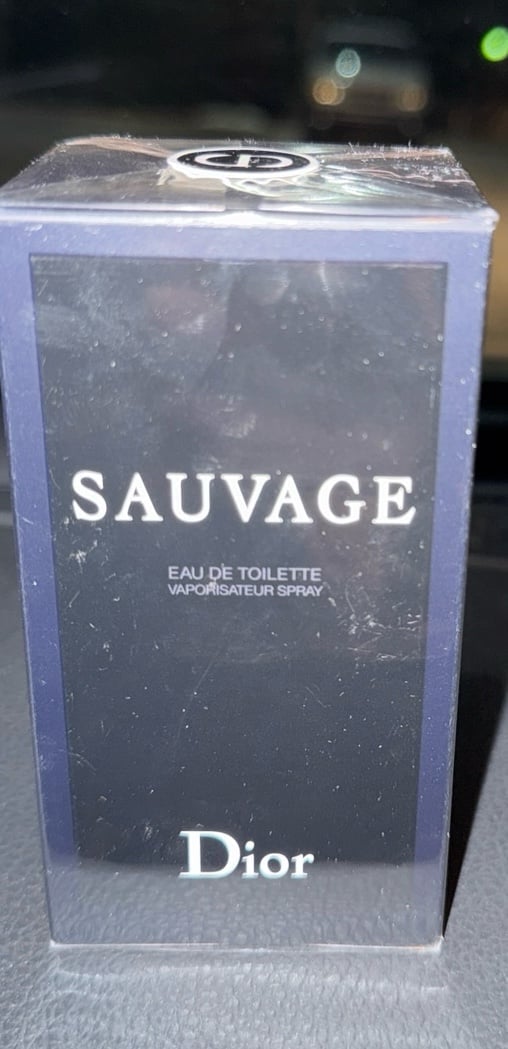 SAUVAGE
EAU DE TOILETTE
VAPORISATEUR SPRAY
Dior